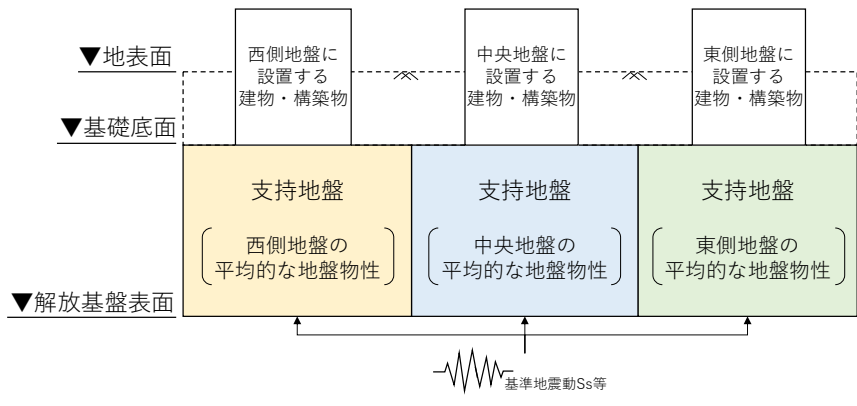 西側地盤に
設置する
建物・構築物
中央地盤に
設置する
建物・構築物
東側地盤に
設置する
建物・構築物
▼地表面
▼基礎底面
支持地盤
西側地盤の
平均的な地盤物性
支持地盤
中央地盤の
平均的な地盤物性
支持地盤
東側地盤の
平均的な地盤物性
▼解放基盤表面
基準地震動Ss等